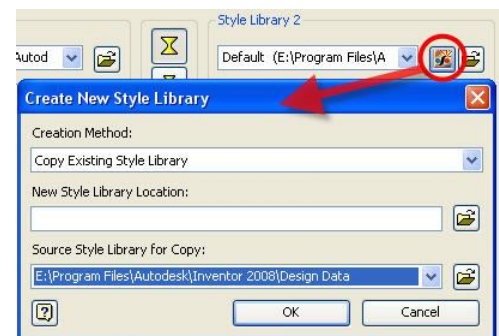 Style Library 2
Autod
Default (E:\Program Files\A
Create New Style Library
Creation Method:
Copy Existing Style Library
New Style Library Location:
Source Style Library for Copy:
E:\Program Files\Autodesk\Inventor 2008\Design Data
?
OK
Cancel